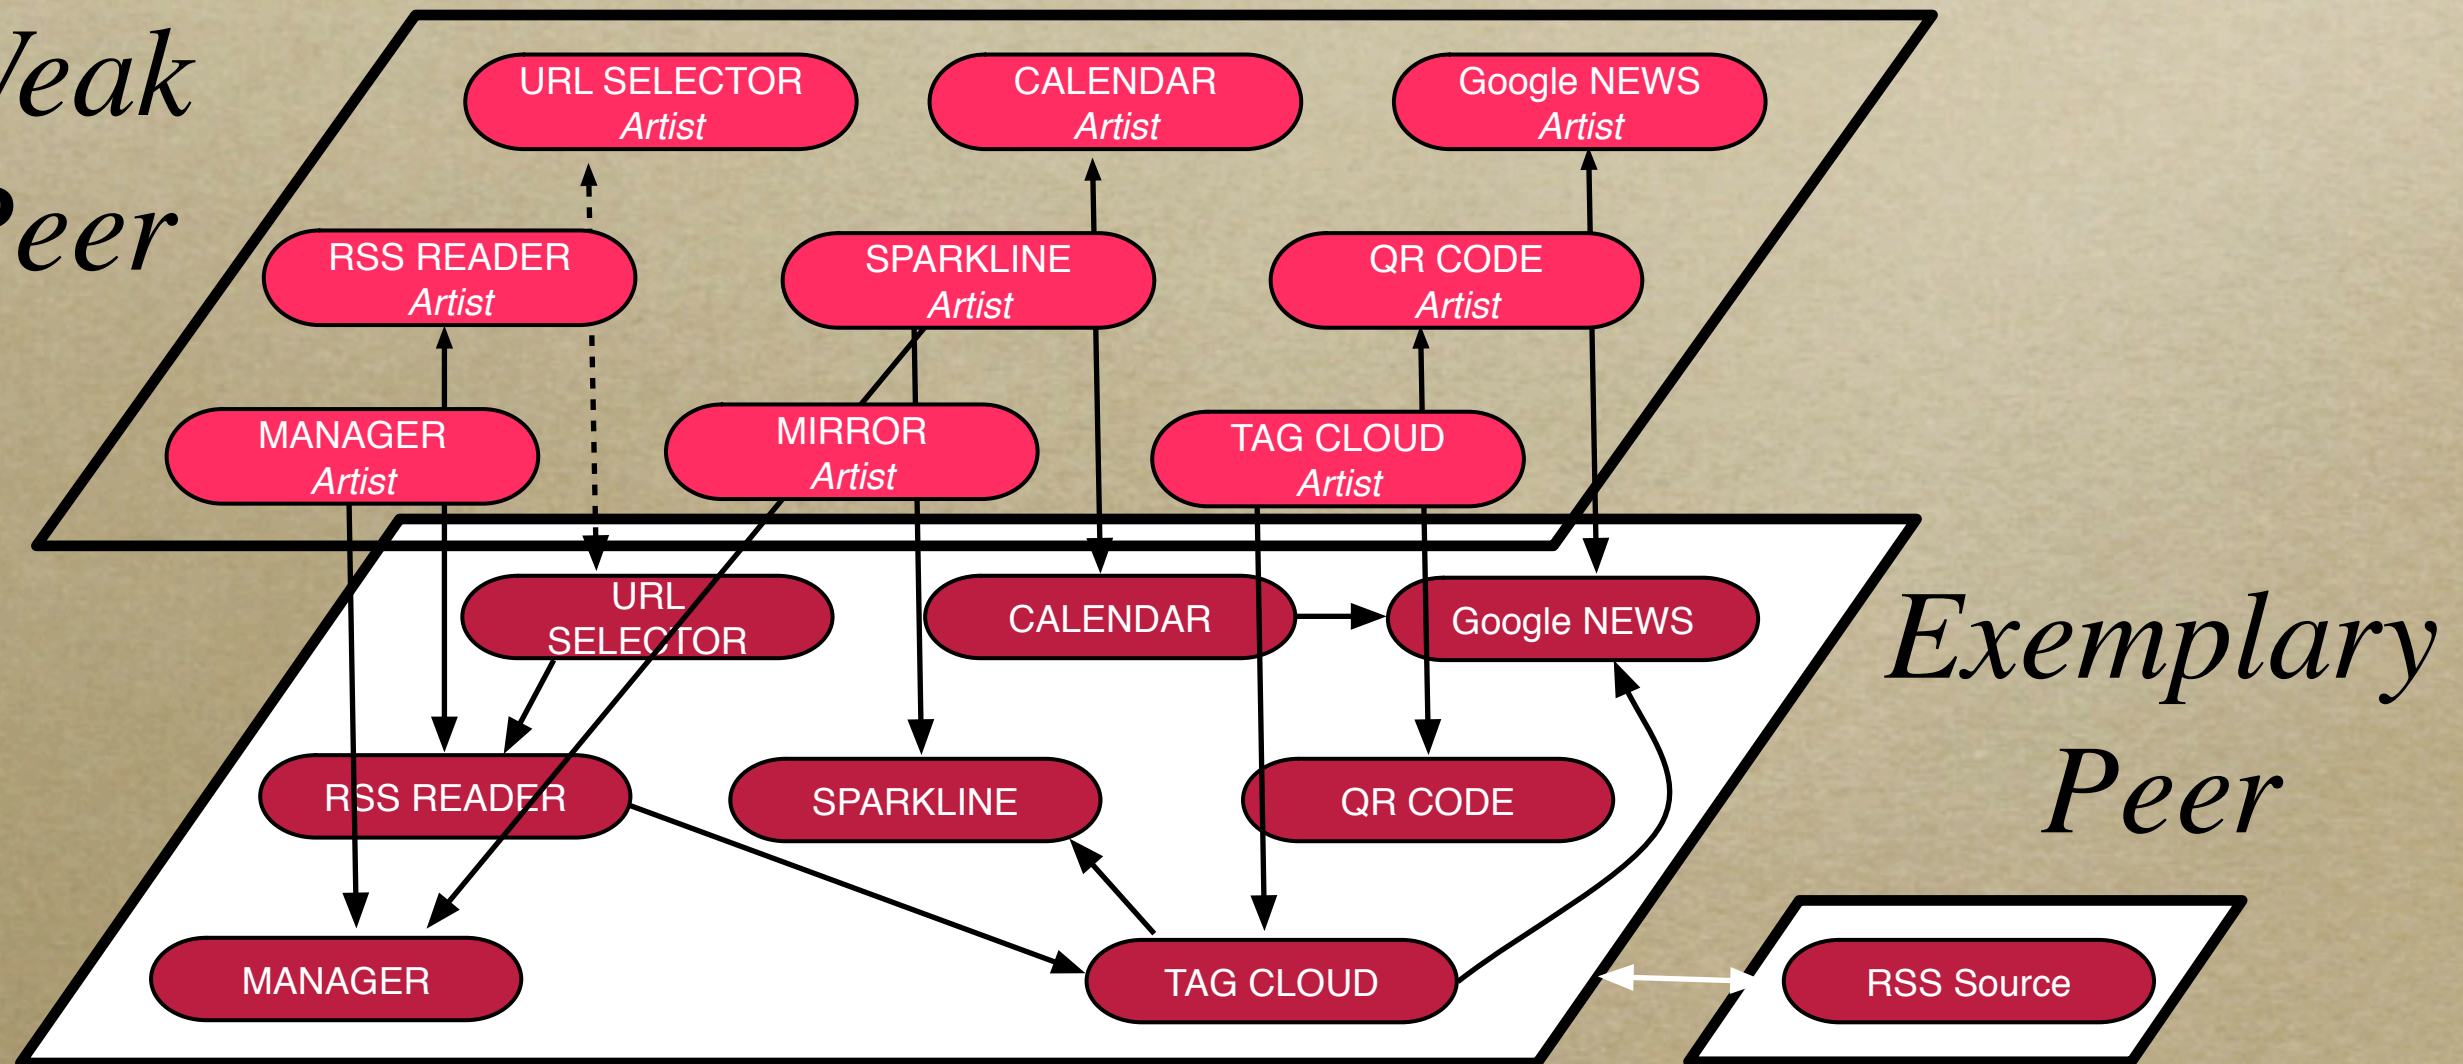 Weak
Peer
URL SELECTOR
Artist
CALENDAR
Artist
Google NEWS
Artist
RSS READER
Artist
SPARKLINE
Artist
QR CODE
Artist
MANAGER
Artist
MIRROR
Artist
TAG CLOUD
Artist
URL
SELECTOR
CALENDAR
Google NEWS
Exemplary
Peer
RSS READER
SPARKLINE
QR CODE
MANAGER
TAG CLOUD
RSS Source